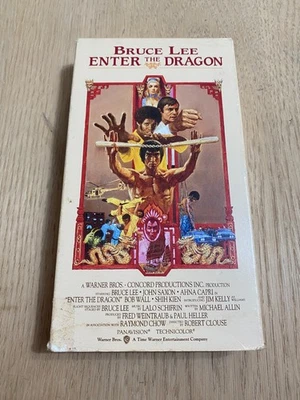 BRUCE LEE
ENTER THE DRAGON
A WARNER BROS. - CONCORD PRODUCTIONS INC. PRODUCTION
STARRING BRUCE LEE • JOHN SAXON • AHNA CAPRI IN
"ENTER THE DRAGON" BOB WALL • SHIH KIEN JIM KELLY
BRUCE LEE LALO SCHIFRIN MICHAEL ALLIN
FRED WEINTRAUB & PAUL HELLER
RAYMOND CHOW ROBERT CLOUSE
PANAVISION TECHNICOLOR
Warner Bros. A Time Warner Entertainment Company